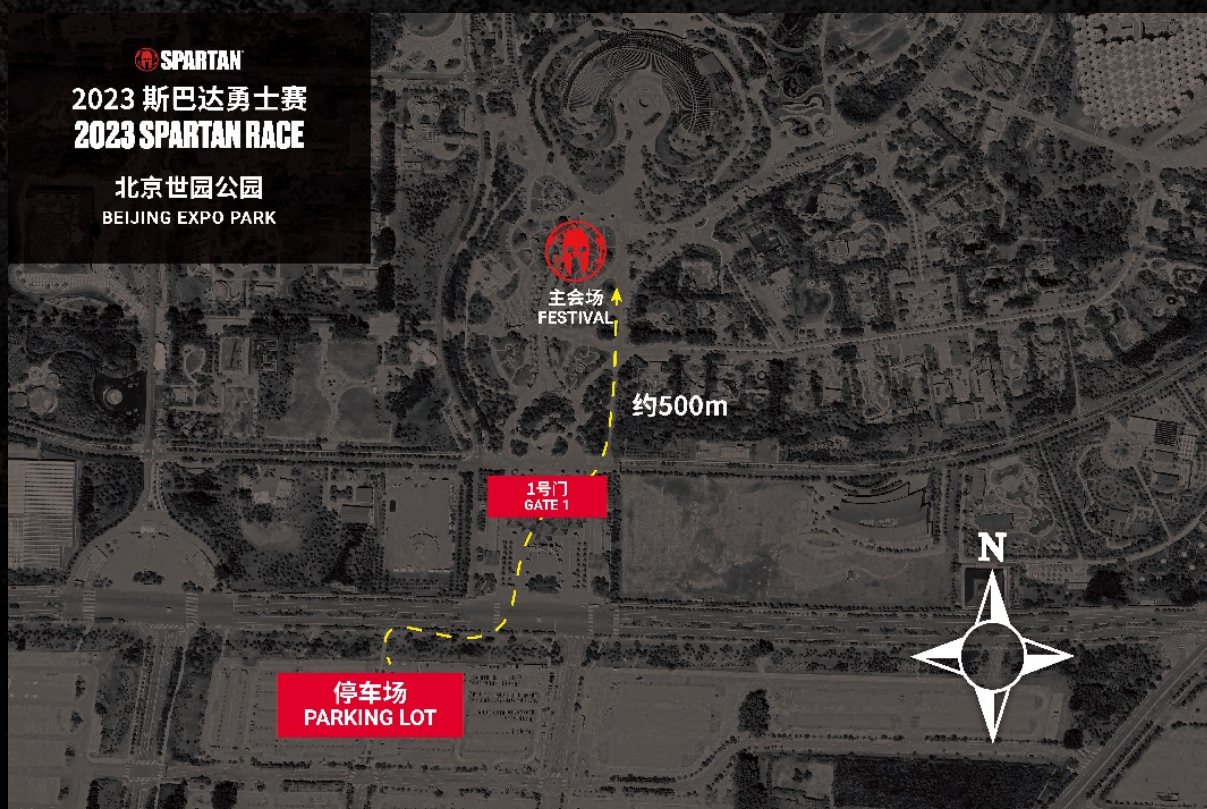 SPARTAN
2023 斯巴达勇士赛
2023 SPARTAN RACE
北京世园公园
BEIJING EXPO PARK
主会场
FESTIVAL
约500m
1号门
GATE 1
N
停车场
PARKING LOT